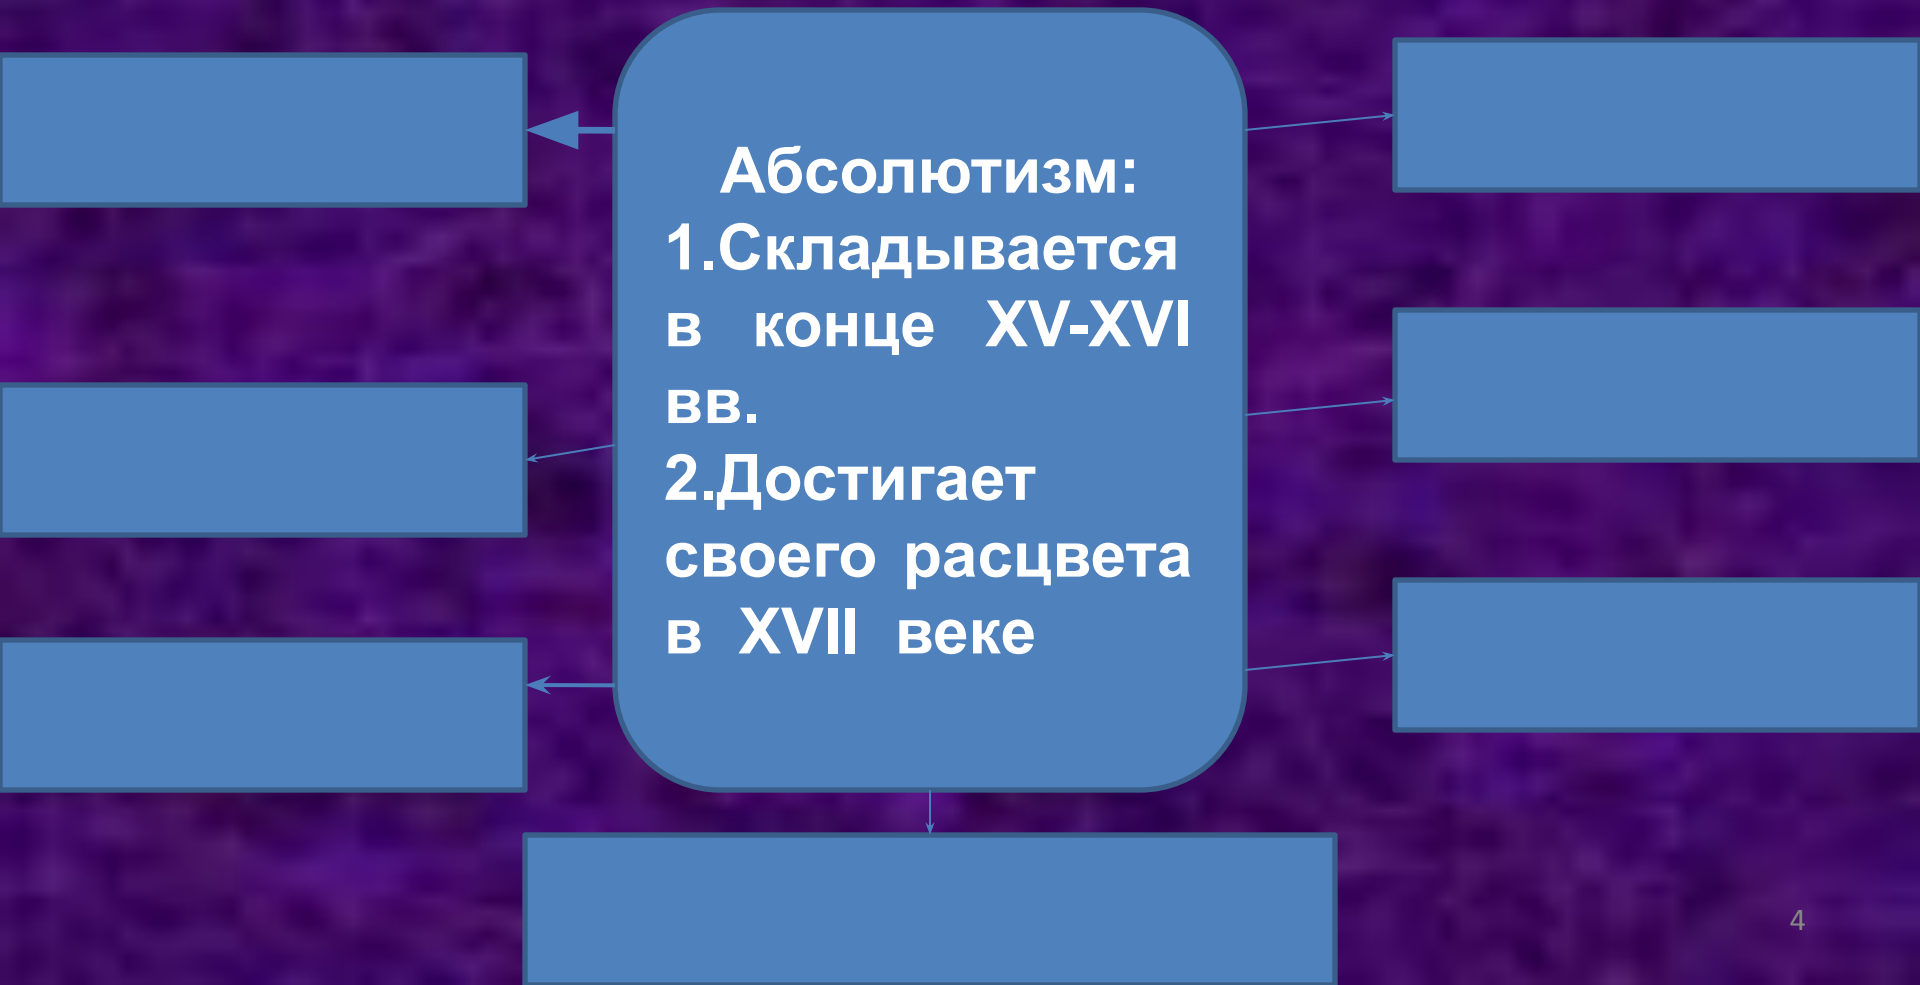 Абсолютизм:
1.Складывается
в конце XV-XVI
вв.
2.Достигает
своего расцвета
в XVII веке
4